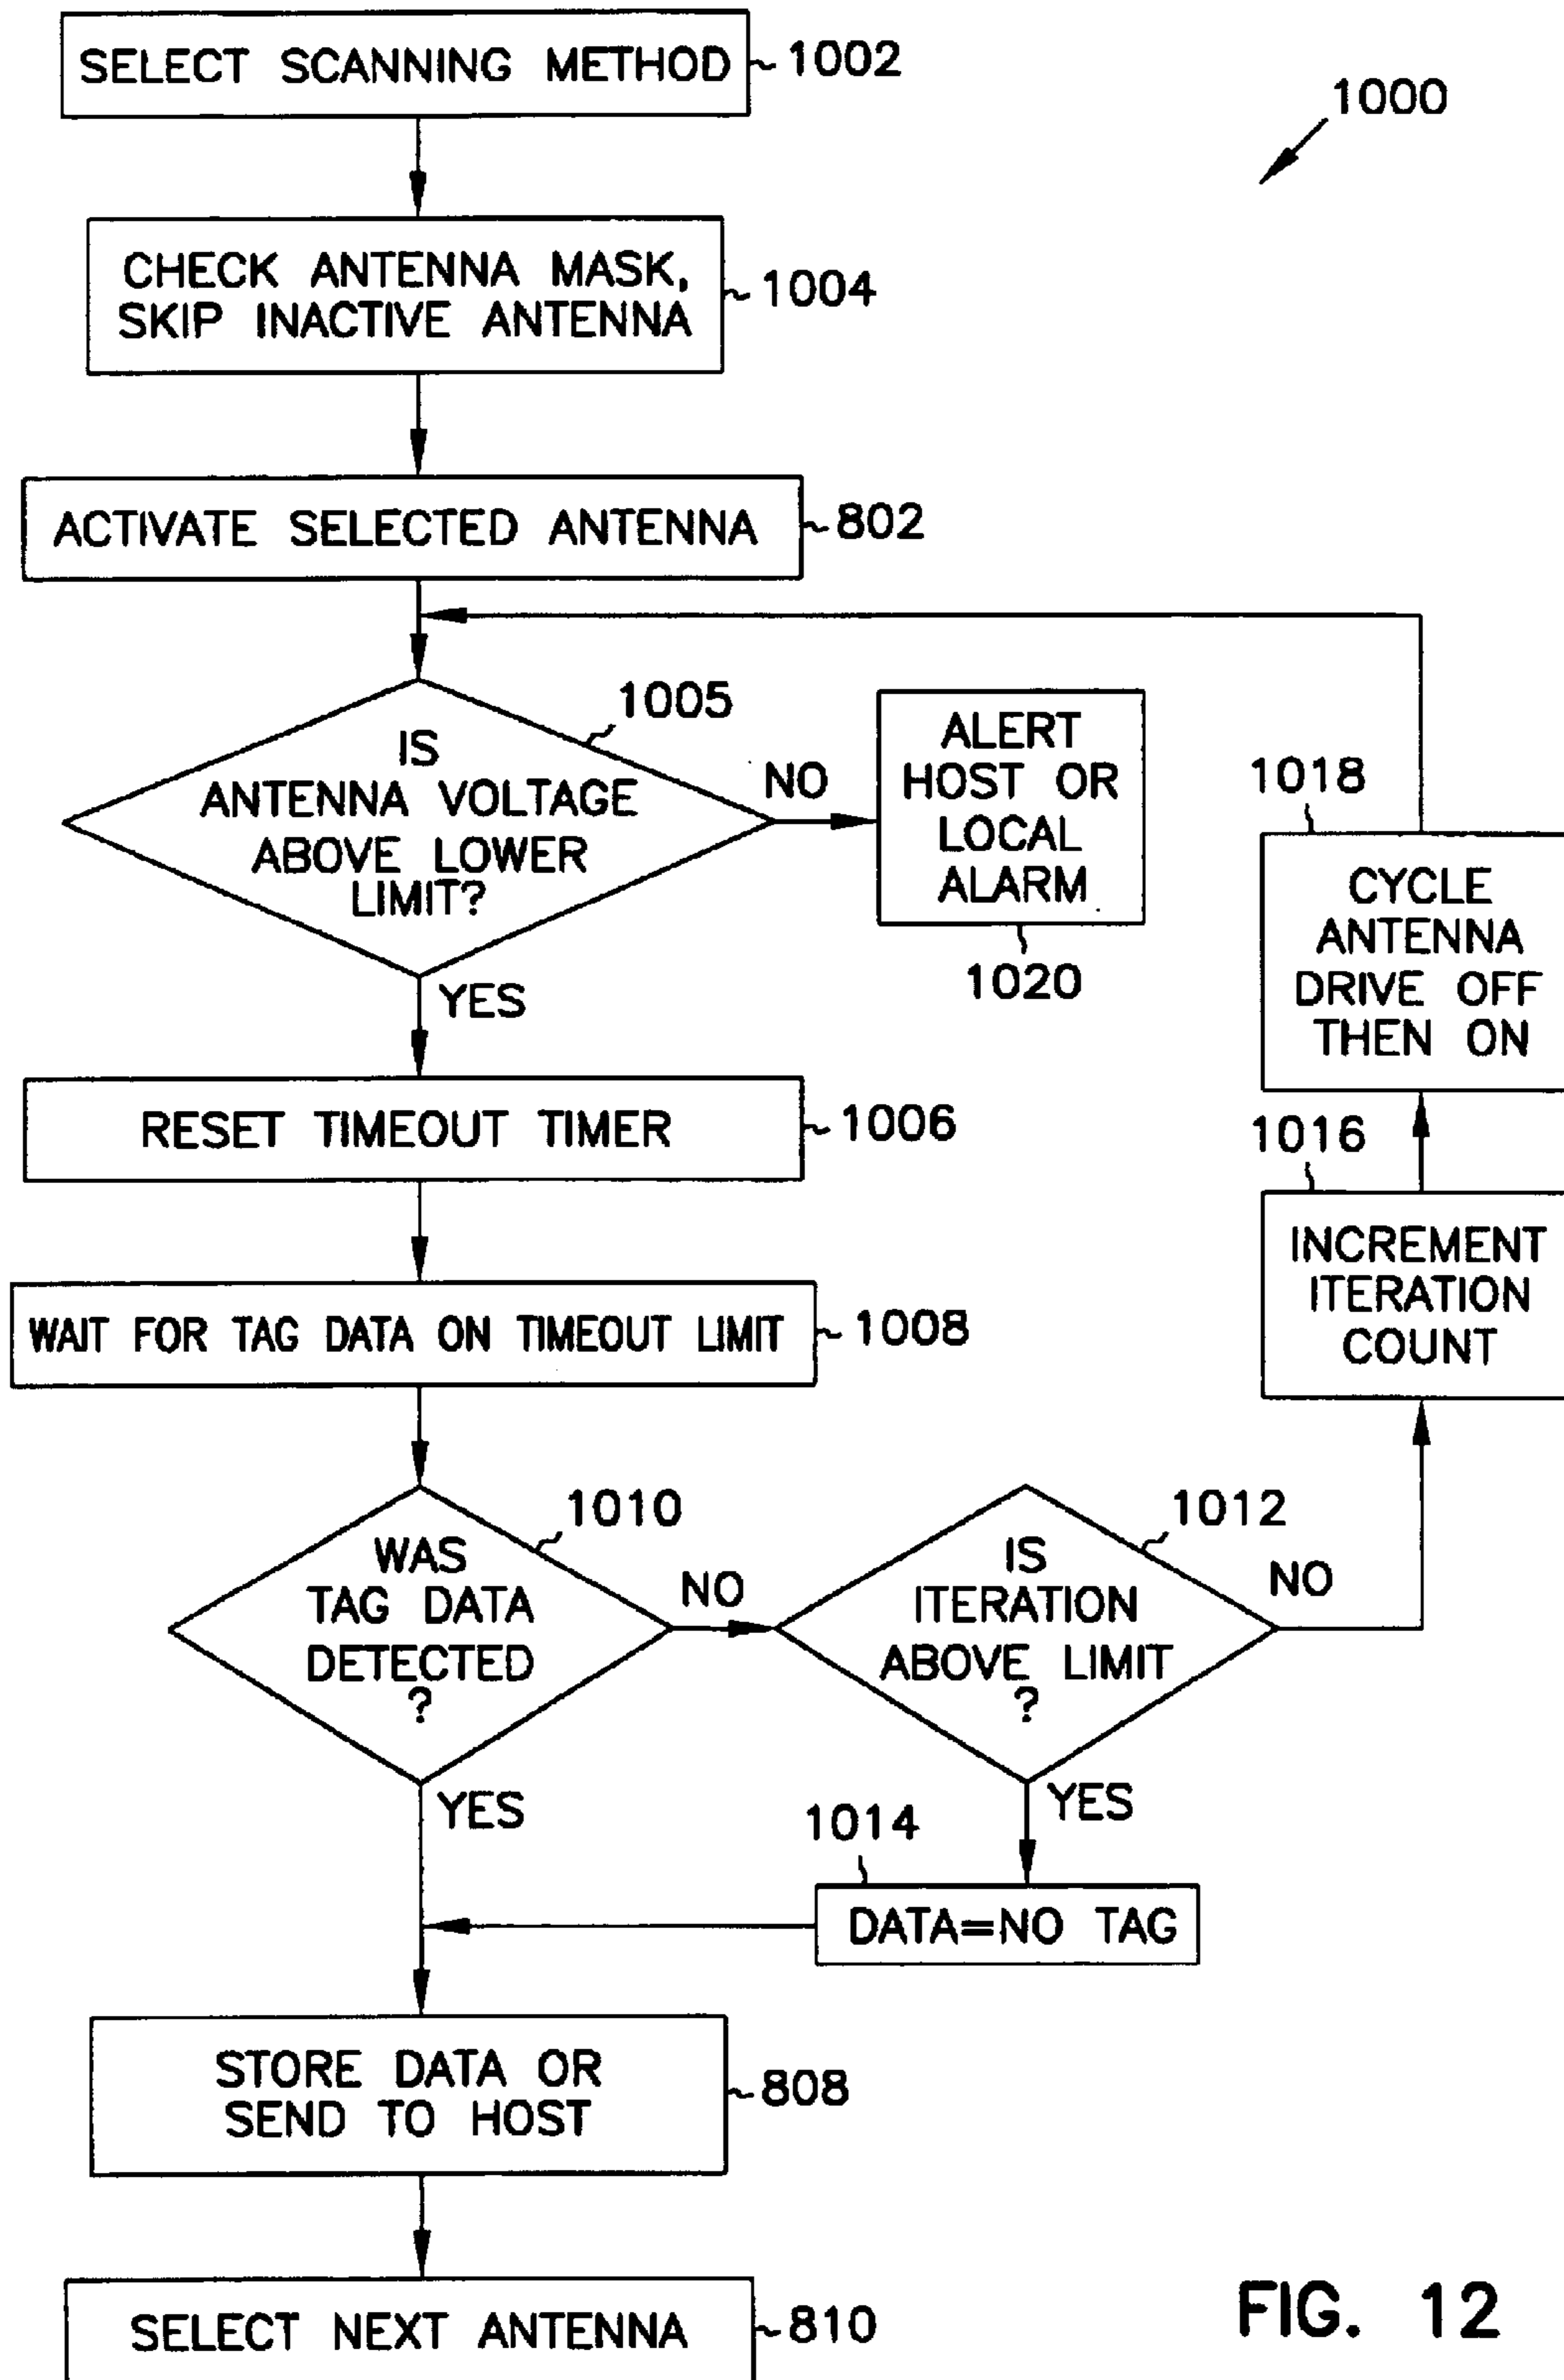 SELECT SCANNING METHOD
1002
1000
CHECK ANTENNA MASK,
SKIP INACTIVE ANTENNA
1004
ACTIVATE SELECTED ANTENNA
802
1005
IS
ANTENNA VOLTAGE
ABOVE LOWER
LIMIT?
NO
YES
ALERT
HOST OR
LOCAL
ALARM
1020
1018
CYCLE
ANTENNA
DRIVE OFF
THEN ON
RESET TIMEOUT TIMER
1006
1016
INCREMENT
ITERATION
COUNT
WAIT FOR TAG DATA ON TIMEOUT LIMIT
1008
1010
WAS
TAG DATA
DETECTED
?
NO
YES
1012
IS
ITERATION
ABOVE LIMIT
?
NO
YES
1014
DATA=NO TAG
STORE DATA OR
SEND TO HOST
808
SELECT NEXT ANTENNA
810
FIG. 12